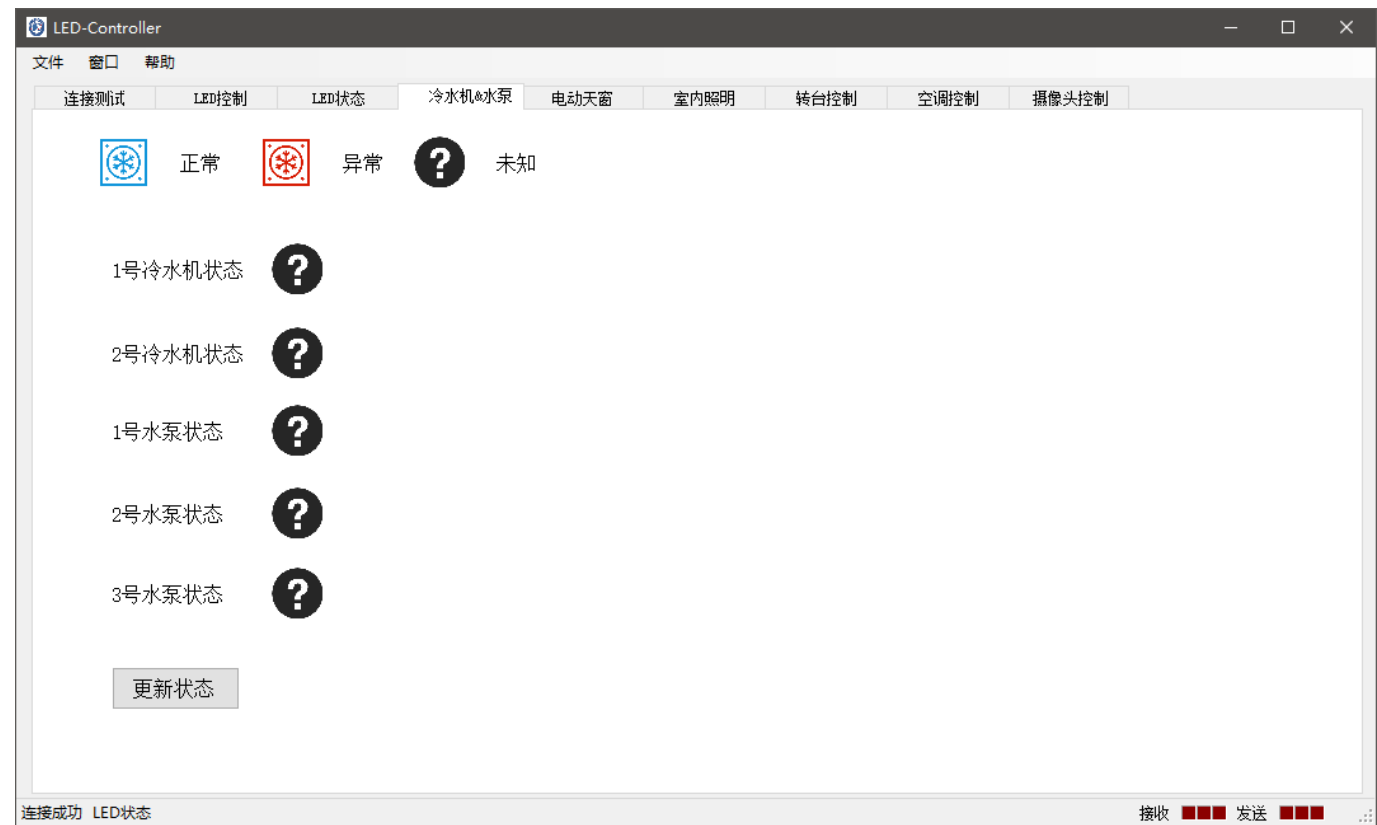 LED-Controller
文件 窗口 帮助
连接测试 LED控制 LED状态 冷水机&水泵 电动天窗 室内照明 转台控制 空调控制 摄像头控制
正常 异常 ? 未知
1号冷水机状态 ?
2号冷水机状态 ?
1号水泵状态 ?
2号水泵状态 ?
3号水泵状态 ?
更新状态
连接成功 LED状态 接收 发送